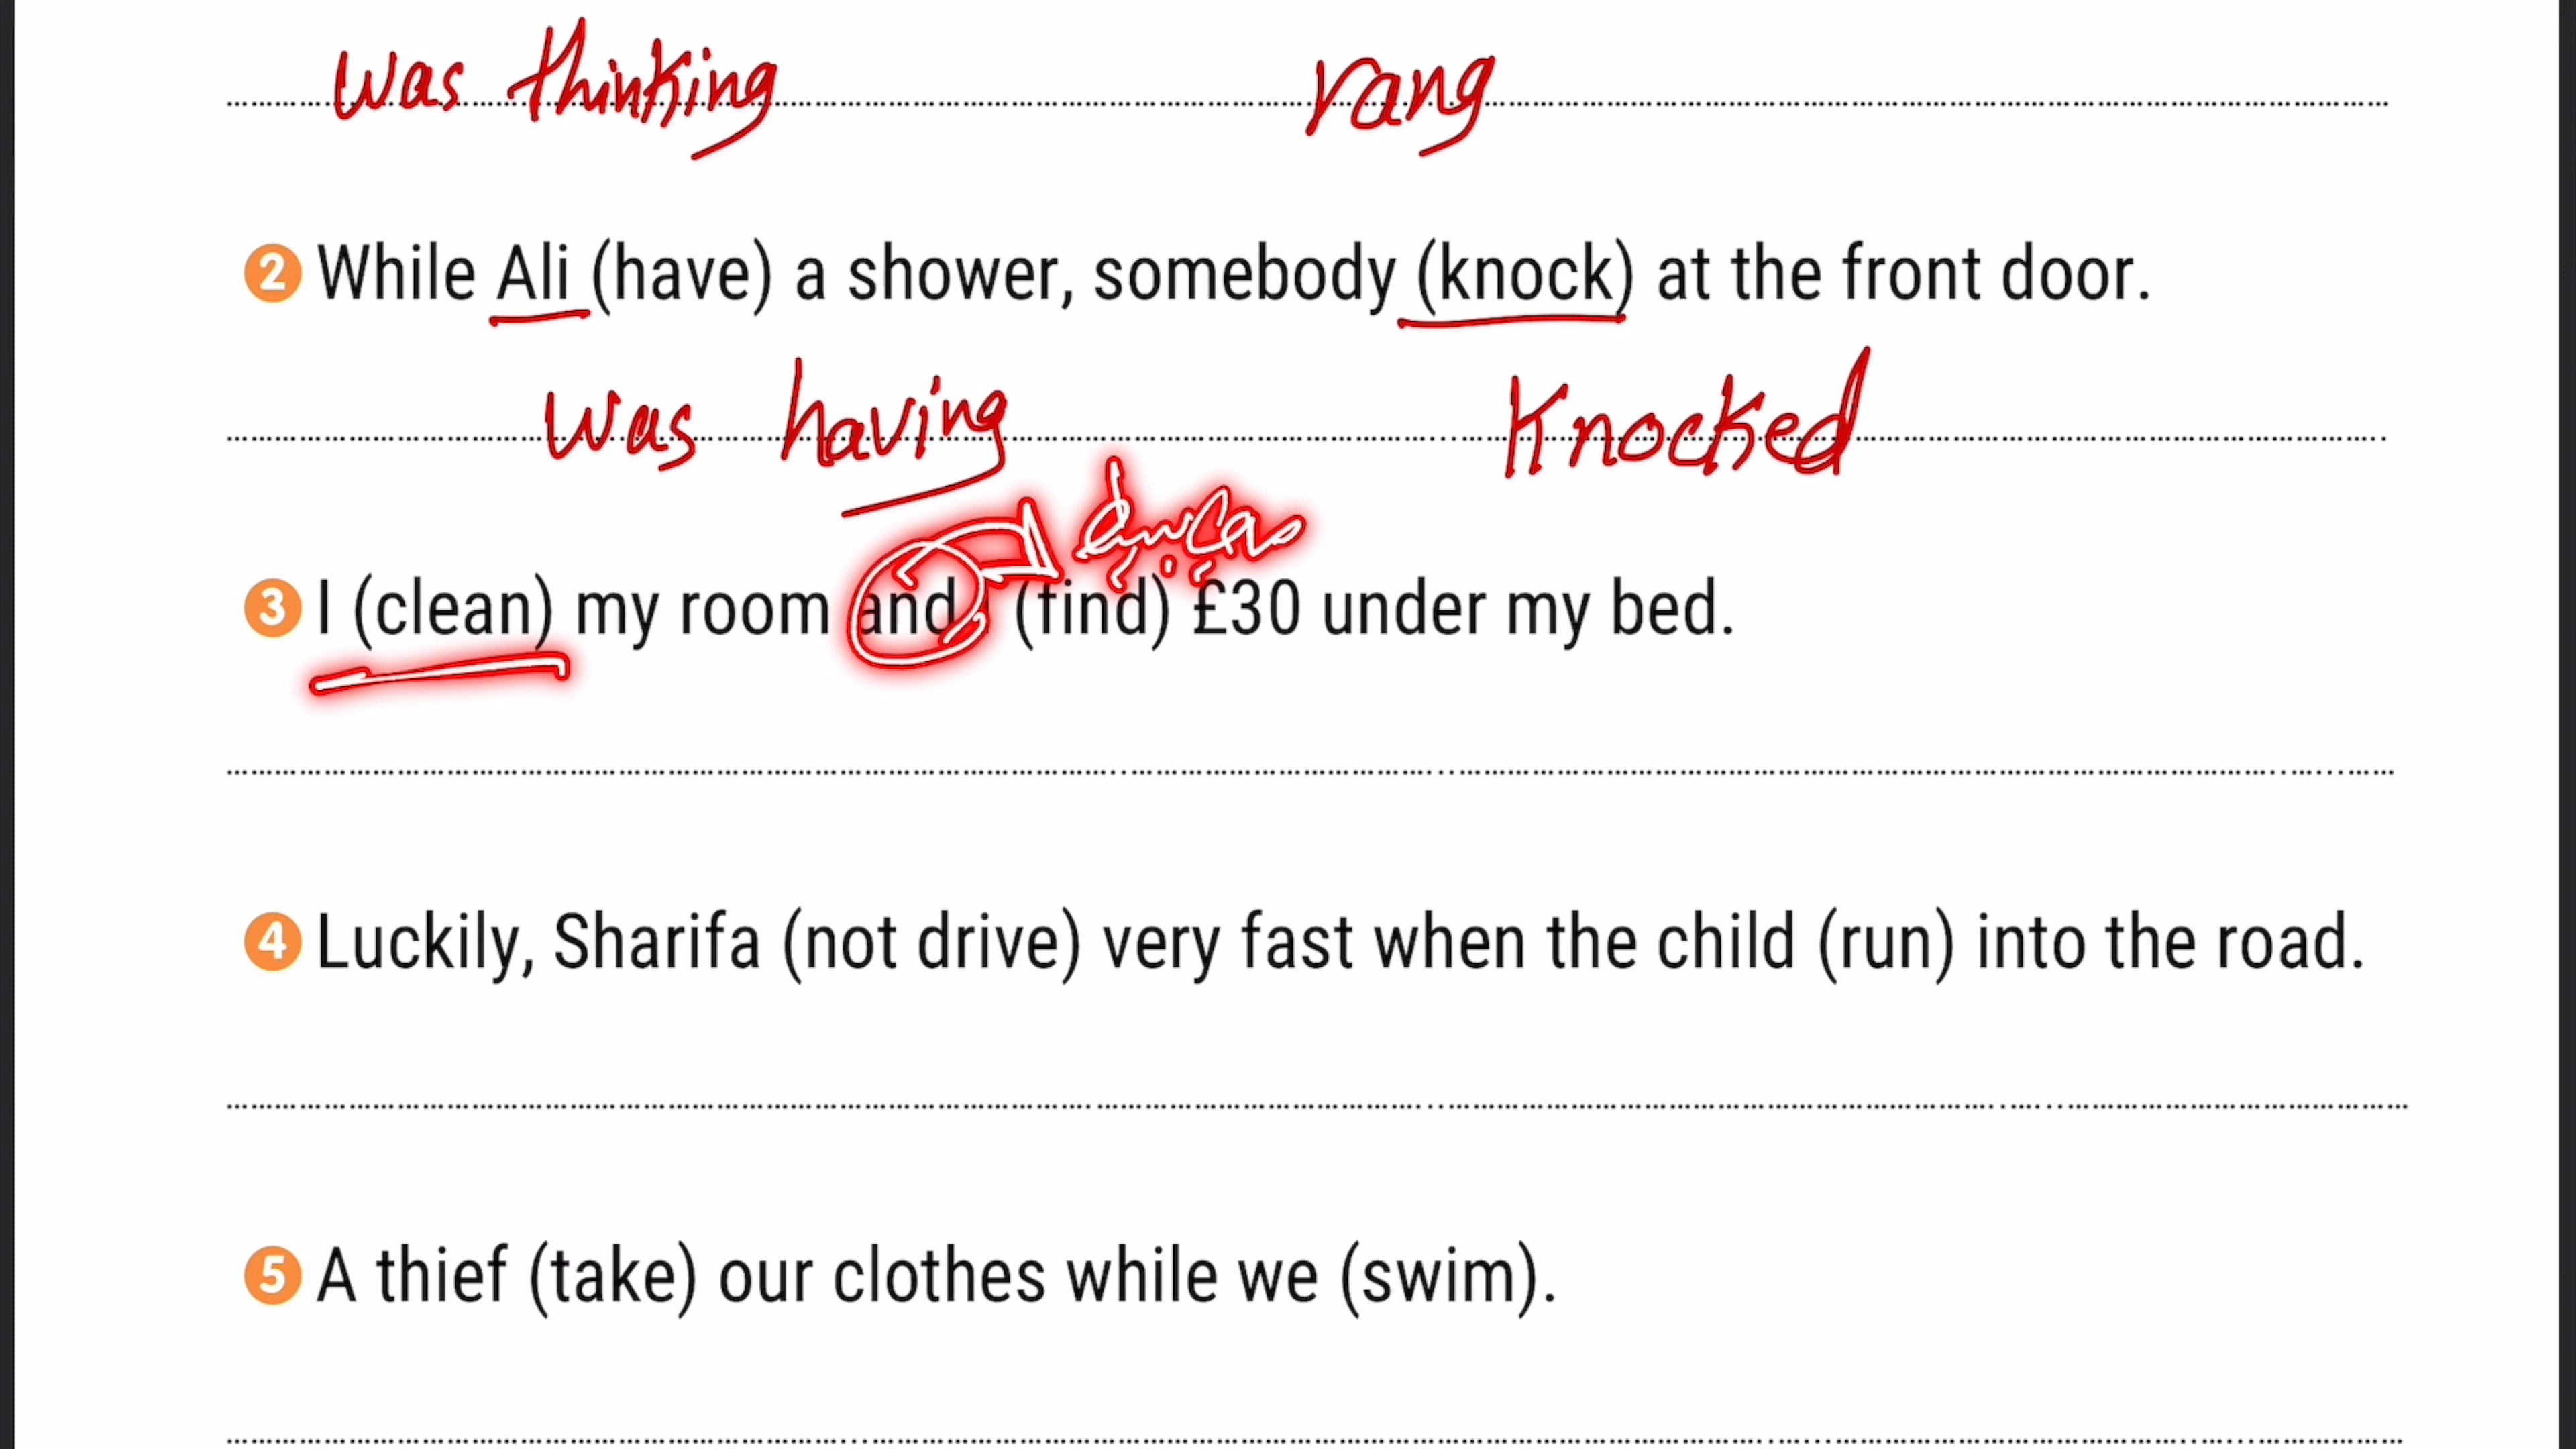 was thinking rang
2 While Ali (have) a shower, somebody (knock) at the front door.
was having Knocked
3 I (clean) my room and (find) £30 under my bed.
4 Luckily, Sharifa (not drive) very fast when the child (run) into the road.
5 A thief (take) our clothes while we (swim).